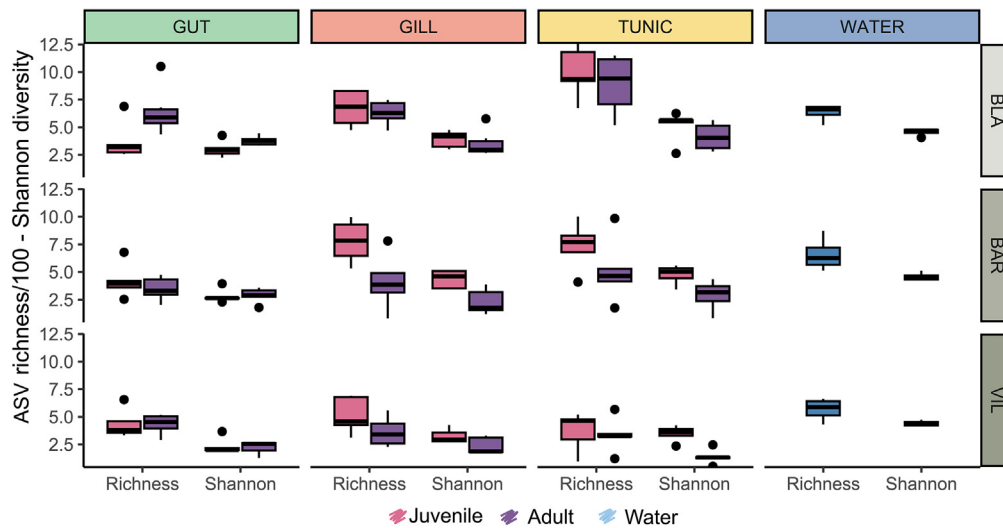 GUT GILL TUNIC WATER
ASV richness/100 - Shannon diversity
12.5
10.0
7.5
5.0
2.5
BLA
12.5
10.0
7.5
5.0
2.5
BAR
12.5
10.0
7.5
5.0
2.5
VIL
Richness Shannon Richness Shannon Richness Shannon Richness Shannon
Juvenile Adult Water